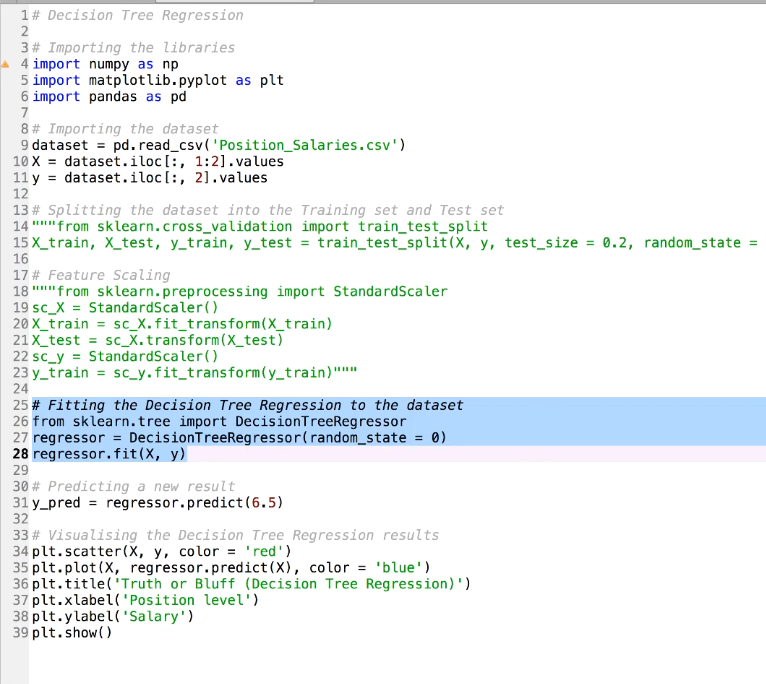 1 # Decision Tree Regression
2
3 # Importing the libraries
4 import numpy as np
5 import matplotlib.pyplot as plt
6 import pandas as pd
7
8 # Importing the dataset
9 dataset = pd.read_csv('Position_Salaries.csv')
10 X = dataset.iloc[:, 1:2].values
11 y = dataset.iloc[:, 2].values
12
13 # Splitting the dataset into the Training set and Test set
14 """from sklearn.cross_validation import train_test_split
15 X_train, X_test, y_train, y_test = train_test_split(X, y, test_size = 0.2, random_state =
16
17 # Feature Scaling
18 """from sklearn.preprocessing import StandardScaler
19 sc_X = StandardScaler()
20 X_train = sc_X.fit_transform(X_train)
21 X_test = sc_X.transform(X_test)
22 sc_y = StandardScaler()
23 y_train = sc_y.fit_transform(y_train)"""
24
25 # Fitting the Decision Tree Regression to the dataset
26 from sklearn.tree import DecisionTreeRegressor
27 regressor = DecisionTreeRegressor(random_state = 0)
28 regressor.fit(X, y)
29
30 # Predicting a new result
31 y_pred = regressor.predict(6.5)
32
33 # Visualising the Decision Tree Regression results
34 plt.scatter(X, y, color = 'red')
35 plt.plot(X, regressor.predict(X), color = 'blue')
36 plt.title('Truth or Bluff (Decision Tree Regression)')
37 plt.xlabel('Position level')
38 plt.ylabel('Salary')
39 plt.show()